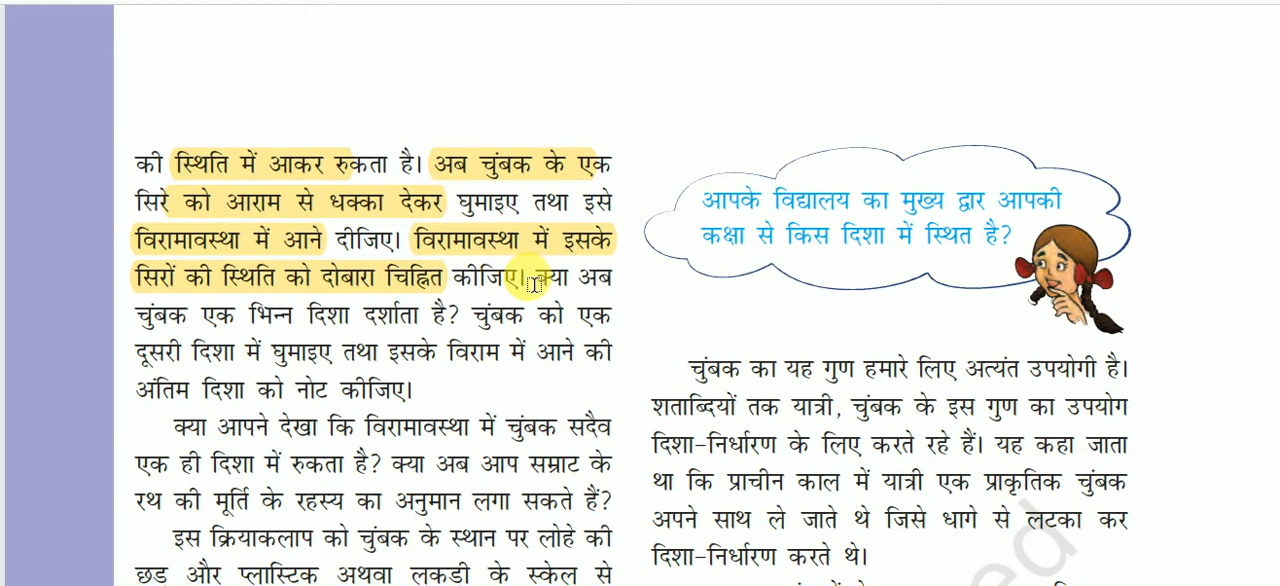 की स्थिति में आकर रुकता है। अब चुंबक के एक
सिरे को आराम से धक्का देकर घुमाइए तथा इसे
विरामावस्था में आने दीजिए। विरामावस्था में इसके
सिरों की स्थिति को दोबारा चिह्नित कीजिए। क्या अब
चुंबक एक भिन्न दिशा दर्शाता है? चुंबक को एक
दूसरी दिशा में घुमाइए तथा इसके विराम में आने की
अंतिम दिशा को नोट कीजिए।
क्या आपने देखा कि विरामावस्था में चुंबक सदैव
एक ही दिशा में रुकता है? क्या अब आप सम्राट के
रथ की मूर्ति के रहस्य का अनुमान लगा सकते हैं?
इस क्रियाकलाप को चुंबक के स्थान पर लोहे की
छड़ और प्लास्टिक अथवा लकड़ी के स्केल से
आपके विद्यालय का मुख्य द्वार आपकी
कक्षा से किस दिशा में स्थित है?
चुंबक का यह गुण हमारे लिए अत्यंत उपयोगी है।
शताब्दियों तक यात्री, चुंबक के इस गुण का उपयोग
दिशा-निर्धारण के लिए करते रहे हैं। यह कहा जाता
था कि प्राचीन काल में यात्री एक प्राकृतिक चुंबक
अपने साथ ले जाते थे जिसे धागे से लटका कर
दिशा-निर्धारण करते थे।